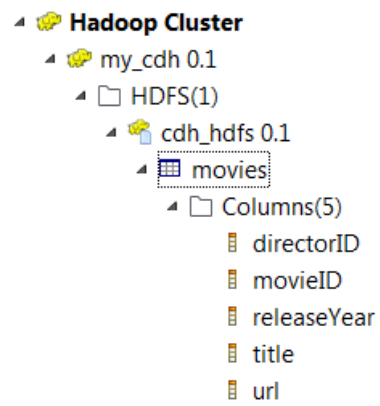 Hadoop Cluster
my_cdh 0.1
HDFS(1)
cdh_hdfs 0.1
movies
Columns(5)
directorID
movieID
releaseYear
title
url